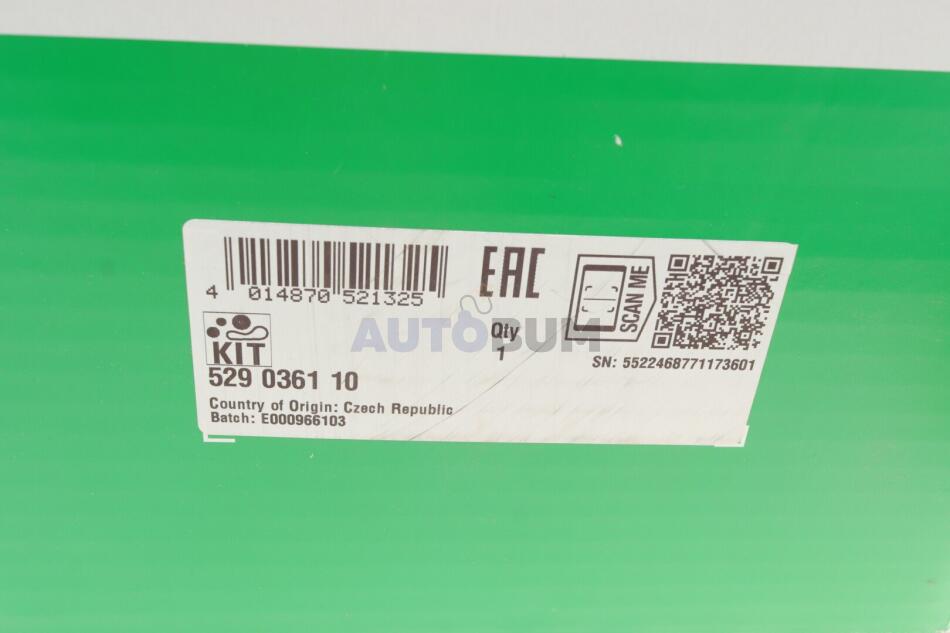 4 014870 521325
EAC
SCAN ME
AUTOBUM
Qty
1
KIT
529 0361 10
SN: 5522468771173601
Country of Origin: Czech Republic
Batch: E000966103